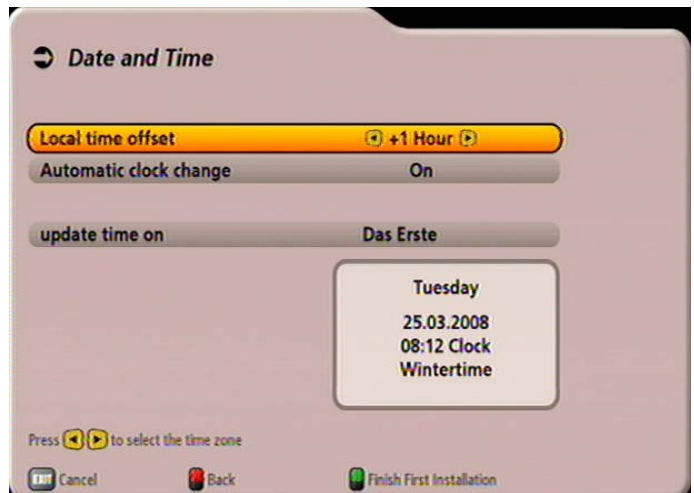 Date and Time
Local time offset +1 Hour
Automatic clock change On
update time on Das Erste
Tuesday
25.03.2008
08:12 Clock
Wintertime
Press to select the time zone
EXIT Cancel Back Finish First Installation